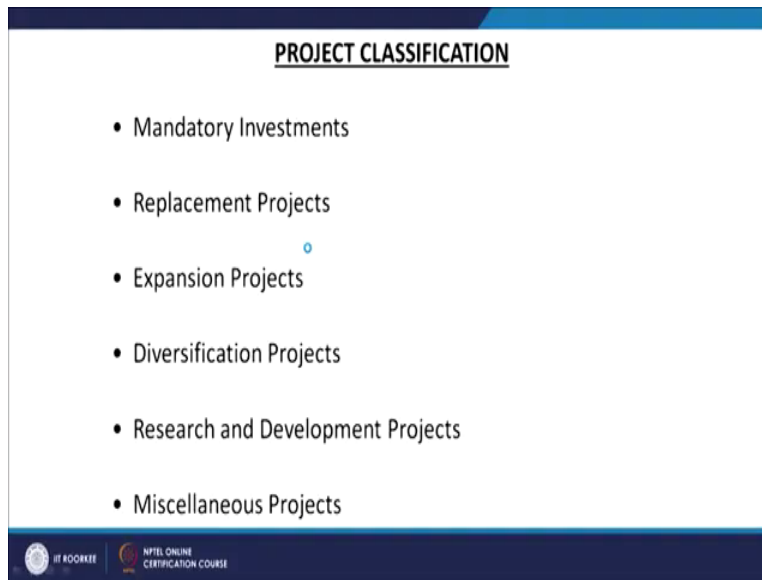 PROJECT CLASSIFICATION
• Mandatory Investments
• Replacement Projects
• Expansion Projects
• Diversification Projects
• Research and Development Projects
• Miscellaneous Projects
IIT ROORKEE
NPTEL ONLINE
CERTIFICATION COURSE